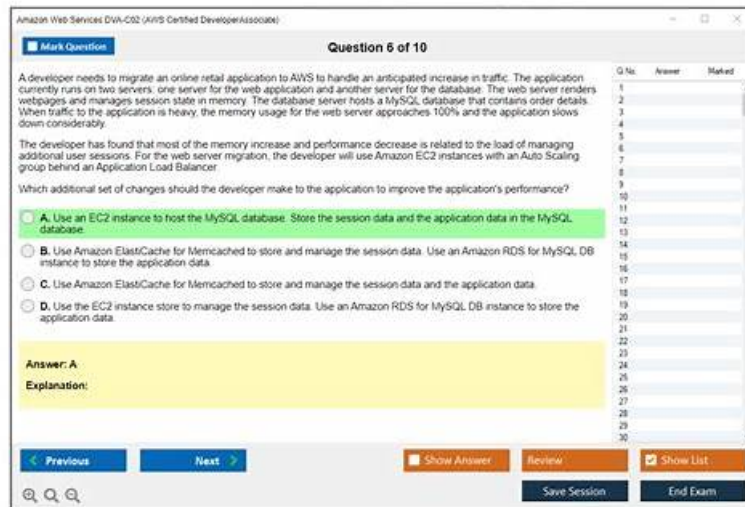 Amazon Web Services DVA-C02 (AWS Certified DeveloperAssociate)
Mark Question
Question 6 of 10
A developer needs to migrate an online retail application to AWS to handle an anticipated increase in traffic. The application
currently runs on two servers: one server for the web application and another server for the database. The web server renders
webpages and manages session state in memory. The database server hosts a MySQL database that contains order details.
When traffic to the application is heavy, the memory usage for the web server approaches 100% and the application slows
down considerably.
The developer has found that most of the memory increase and performance decrease is related to the load of managing
additional user sessions. For the web server migration, the developer will use Amazon EC2 instances with an Auto Scaling
group behind an Application Load Balancer.
Which additional set of changes should the developer make to the application to improve the application's performance?
A. Use an EC2 instance to host the MySQL database. Store the session data and the application data in the MySQL
database.
B. Use Amazon ElastiCache for Memcached to store and manage the session data. Use an Amazon RDS for MySQL DB
instance to store the application data.
C. Use Amazon ElastiCache for Memcached to store and manage the session data and the application data.
D. Use the EC2 instance store to manage the session data. Use an Amazon RDS for MySQL DB instance to store the
application data.
Answer: A
Explanation:
Q No. Answer Marked
1
2
3
4
5
6
7
8
9
10
11
12
13
14
15
16
17
18
19
20
21
22
23
24
25
26
27
28
29
30
Previous
Next
Show Answer
Review
Show List
Save Session
End Exam